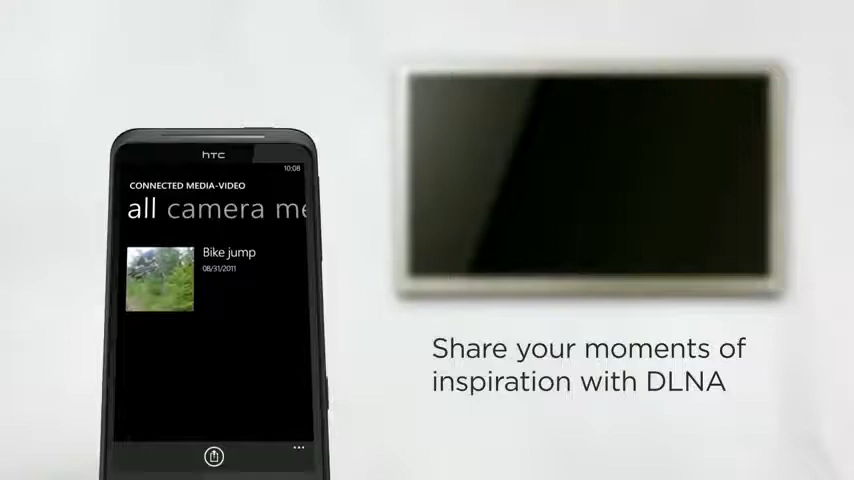 hTC
10:08
CONNECTED MEDIA-VIDEO
all camera me
Bike jump
08/31/2011
Share your moments of
inspiration with DLNA